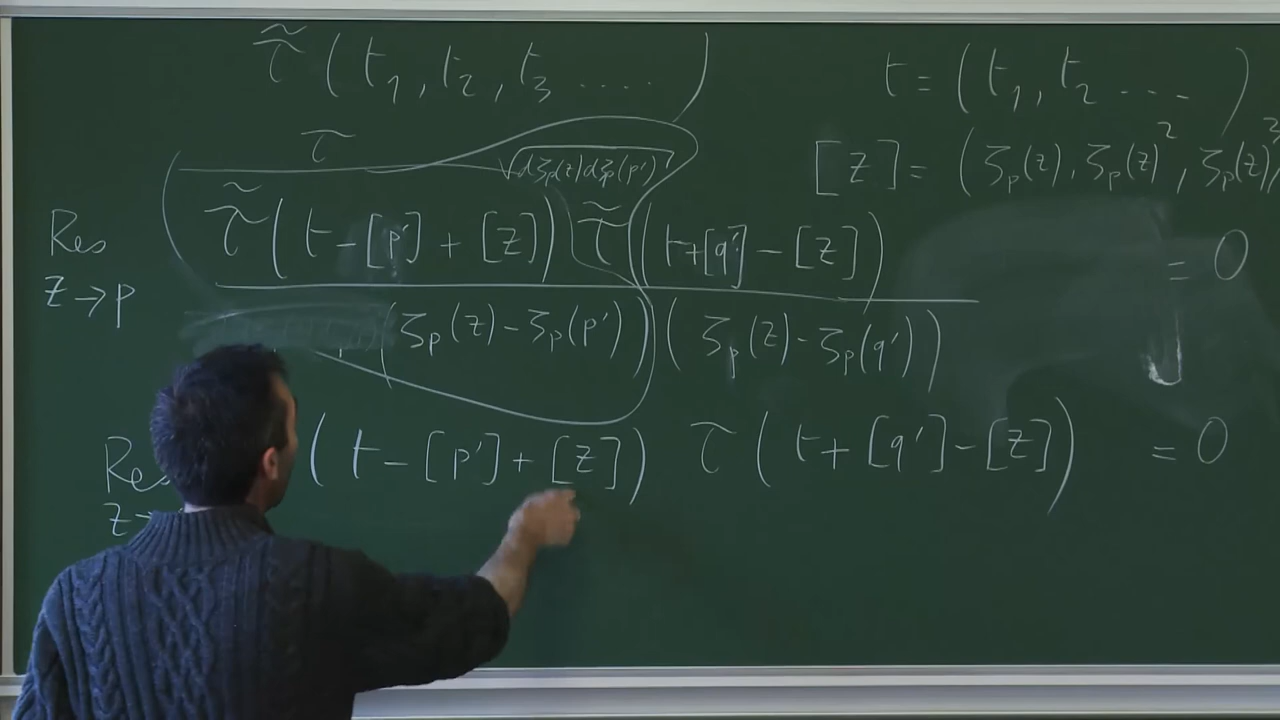 τ̃ ( t₁, t₂, t₃ ..... )
t = ( t₁, t₂ ... )
τ
√dζₚ(z)dζₚ(p′)
[z] = ( ζₚ(z), ζₚ(z)², ζₚ(z)³
Res z→p
τ̃ ( t - [p′] + [z] ) τ̃ ( t + [q′] - [z] )
= 0
( ζₚ(z) - ζₚ(p′) ) ( ζₚ(z) - ζₚ(q′) )
Res ( t - [p′] + [z] ) τ ( t + [q′] - [z] ) = 0
z→